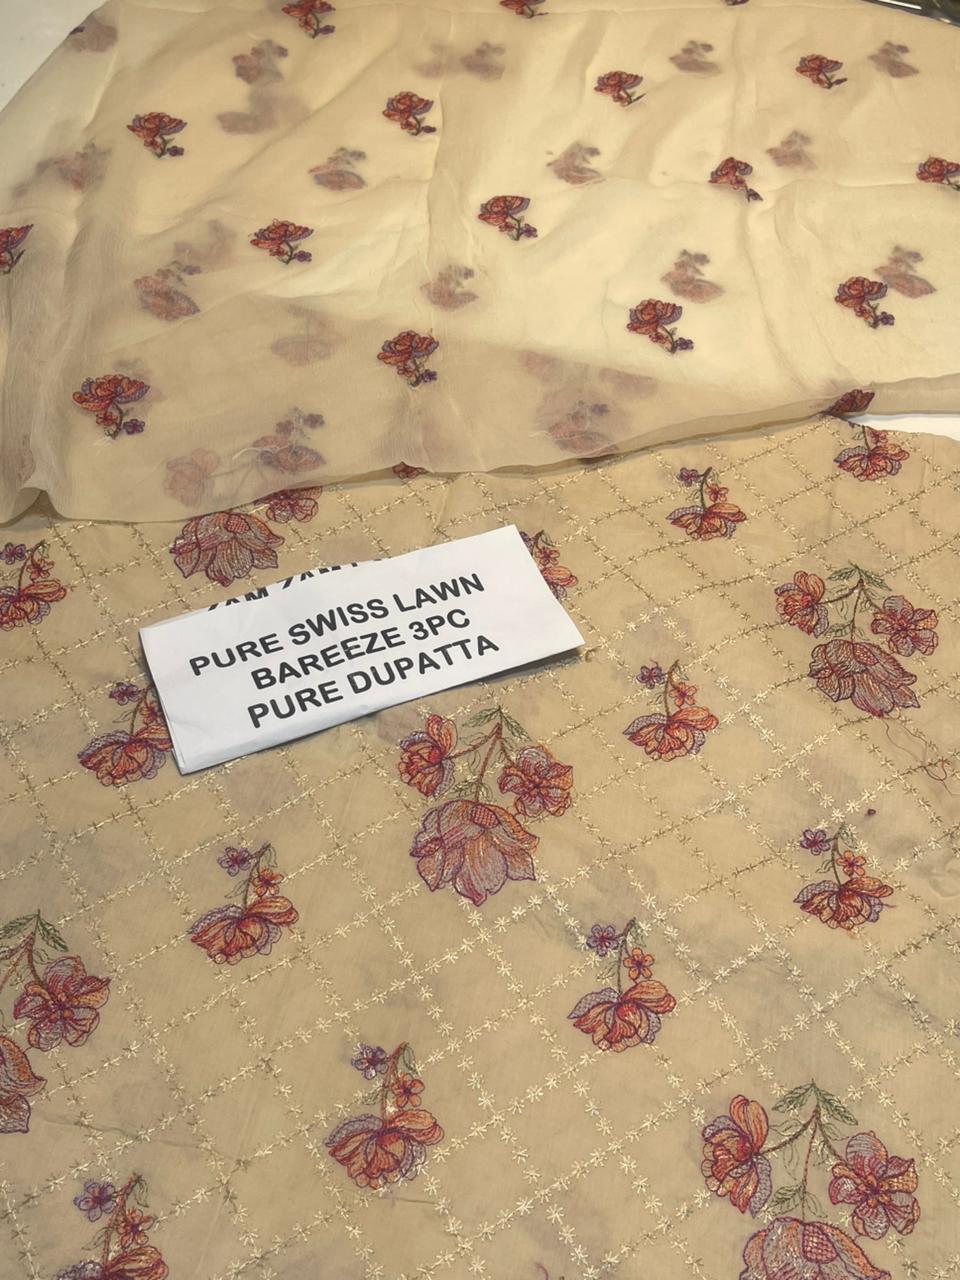 PURE SWISS LAWN
BAREEZE 3PC
PURE DUPATTA